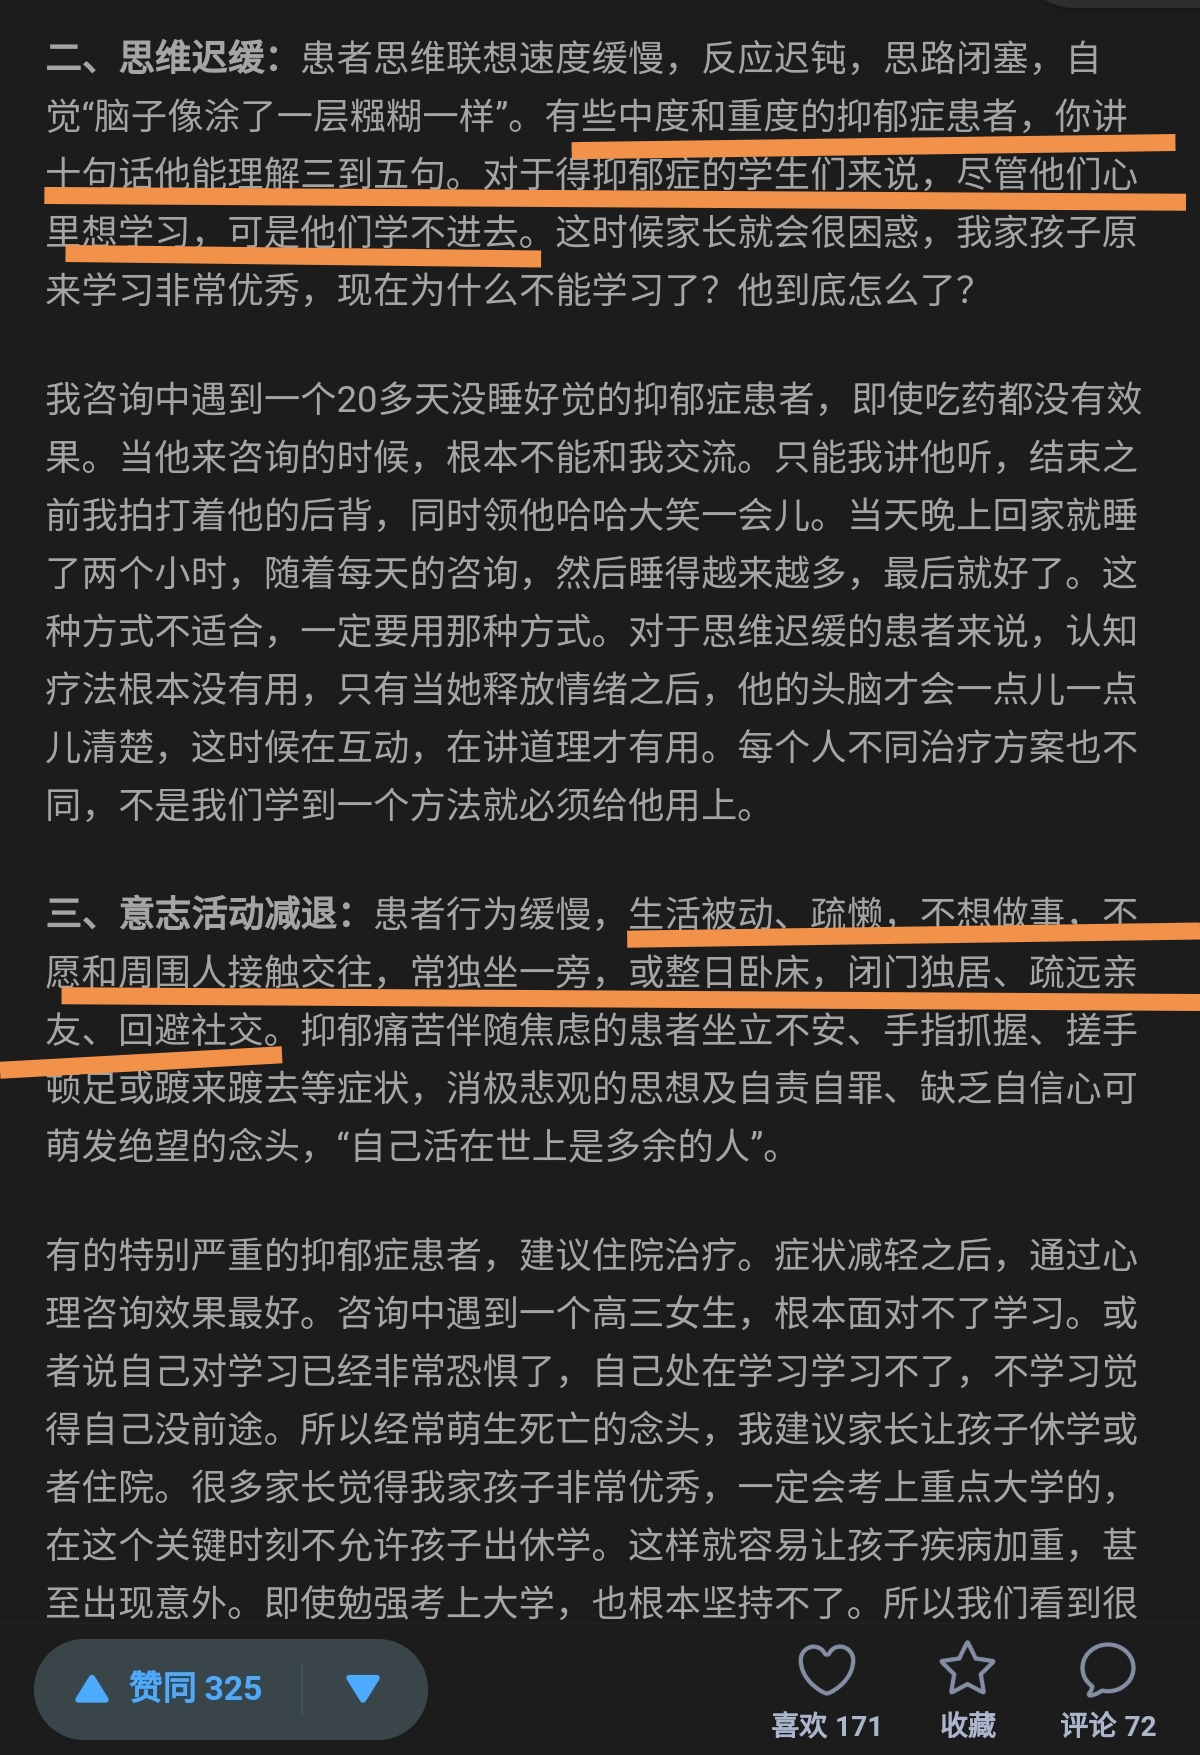 二、思维迟缓：患者思维联想速度缓慢，反应迟钝，思路闭塞，自
觉“脑子像涂了一层糨糊一样”。有些中度和重度的抑郁症患者，你讲
十句话他能理解三到五句。对于得抑郁症的学生们来说，尽管他们心
里想学习，可是他们学不进去。这时候家长就会很困惑，我家孩子原
来学习非常优秀，现在为什么不能学习了？他到底怎么了？
我咨询中遇到一个20多天没睡好觉的抑郁症患者，即使吃药都没有效
果。当他来咨询的时候，根本不能和我交流。只能我讲他听，结束之
前我拍打着他的后背，同时领他哈哈大笑一会儿。当天晚上回家就睡
了两个小时，随着每天的咨询，然后睡得越来越多，最后就好了。这
种方式不适合，一定要用那种方式。对于思维迟缓的患者来说，认知
疗法根本没有用，只有当她释放情绪之后，他的头脑才会一点儿一点
儿清楚，这时候在互动，在讲道理才有用。每个人不同治疗方案也不
同，不是我们学到一个方法就必须给他用上。
三、意志活动减退：患者行为缓慢，生活被动、疏懒，不想做事，不
愿和周围人接触交往，常独坐一旁，或整日卧床，闭门独居、疏远亲
友、回避社交。抑郁痛苦伴随焦虑的患者坐立不安、手指抓握、搓手
顿足或踱来踱去等症状，消极悲观的思想及自责自罪、缺乏自信心可
萌发绝望的念头，“自己活在世上是多余的人”。
有的特别严重的抑郁症患者，建议住院治疗。症状减轻之后，通过心
理咨询效果最好。咨询中遇到一个高三女生，根本面对不了学习。或
者说自己对学习已经非常恐惧了，自己处在学习学习不了，不学习觉
得自己没前途。所以经常萌生死亡的念头，我建议家长让孩子休学或
者住院。很多家长觉得我家孩子非常优秀，一定会考上重点大学的，
在这个关键时刻不允许孩子出休学。这样就容易让孩子疾病加重，甚
至出现意外。即使勉强考上大学，也根本坚持不了。所以我们看到很
赞同 325
喜欢 171
收藏
评论 72